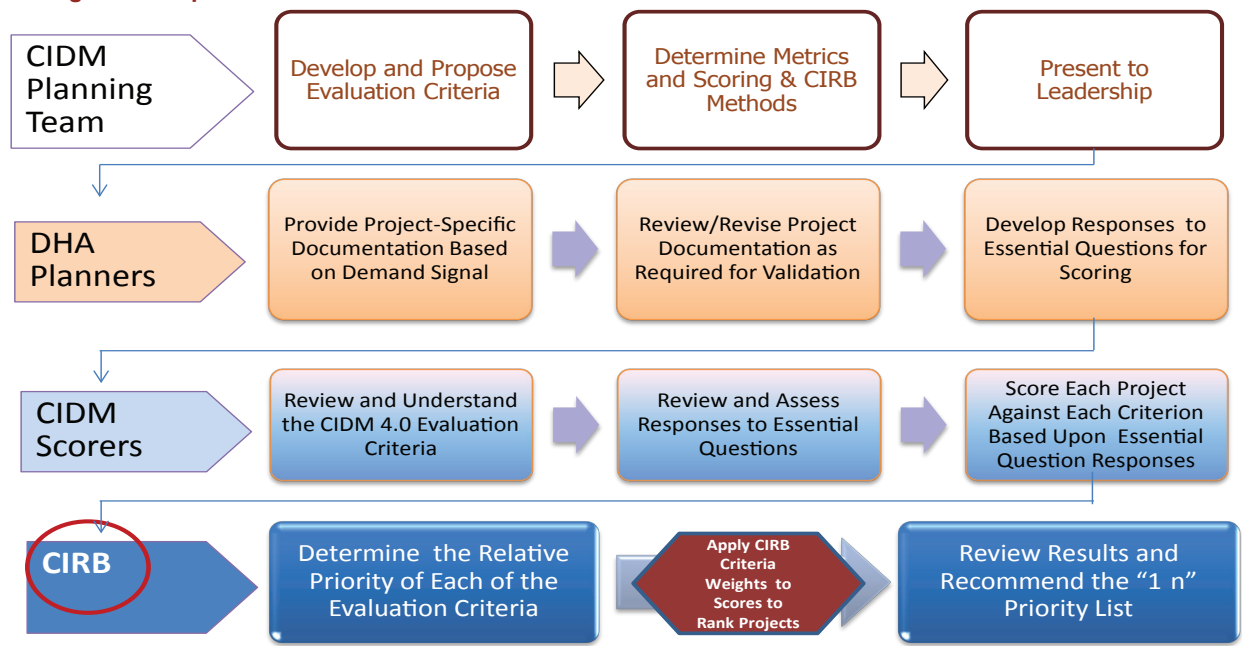 CIDM
Planning
Team
Develop and Propose
Evaluation Criteria
Determine Metrics
and Scoring & CIRB
Methods
Present to
Leadership
DHA
Planners
Provide Project-Specific
Documentation Based
on Demand Signal
Review/Revise Project
Documentation as
Required for Validation
Develop Responses to
Essential Questions for
Scoring
CIDM
Scorers
Review and Understand
the CIDM 4.0 Evaluation
Criteria
Review and Assess
Responses to Essential
Questions
Score Each Project
Against Each Criterion
Based Upon Essential
Question Responses
CIRB
Determine the Relative
Priority of Each of the
Evaluation Criteria
Apply CIRB
Criteria
Weights to
Scores to
Rank Projects
Review Results and
Recommend the “1 n”
Priority List